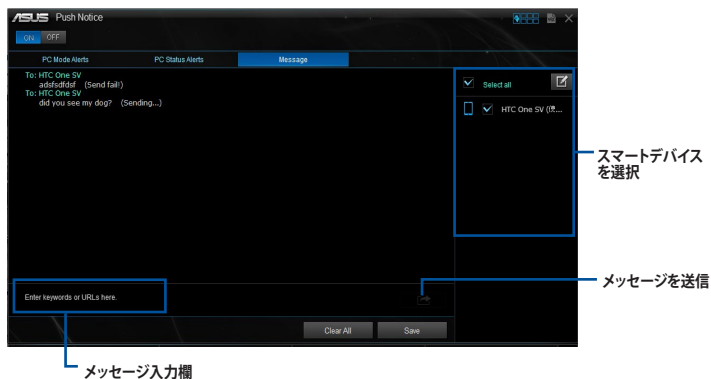 ASUS Push Notice
ON OFF
PC Mode Alerts PC Status Alerts Message
To: HTC One SV
adsfsdfdsf (Send fail!)
To: HTC One SV
did you see my dog? (Sending...)
Select all
HTC One SV (...
スマートデバイス
を選択
メッセージを送信
Enter keywords or URLs here.
Clear All Save
メッセージ入力欄